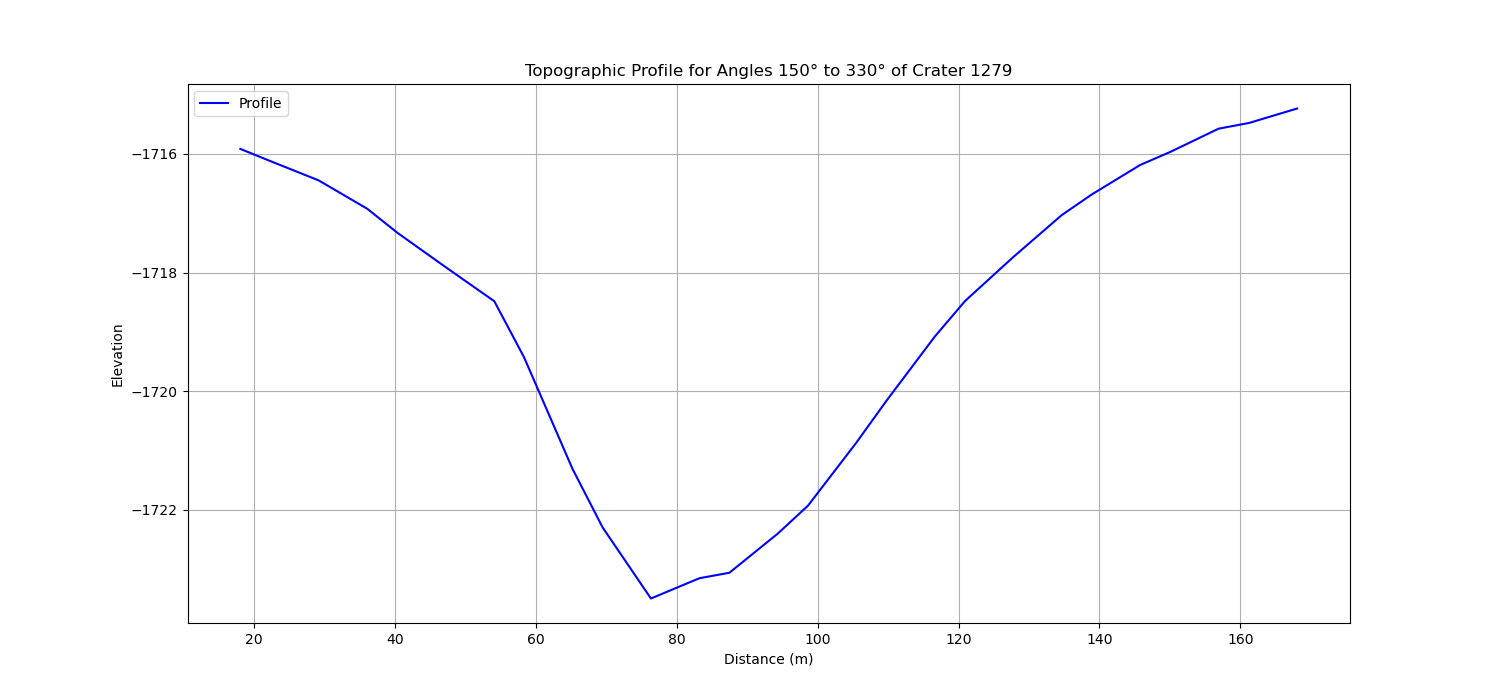 Topographic Profile for Angles 150° to 330° of Crater 1279
Profile
−1716
−1718
−1720
−1722
Elevation
20 40 60 80 100 120 140 160
Distance (m)